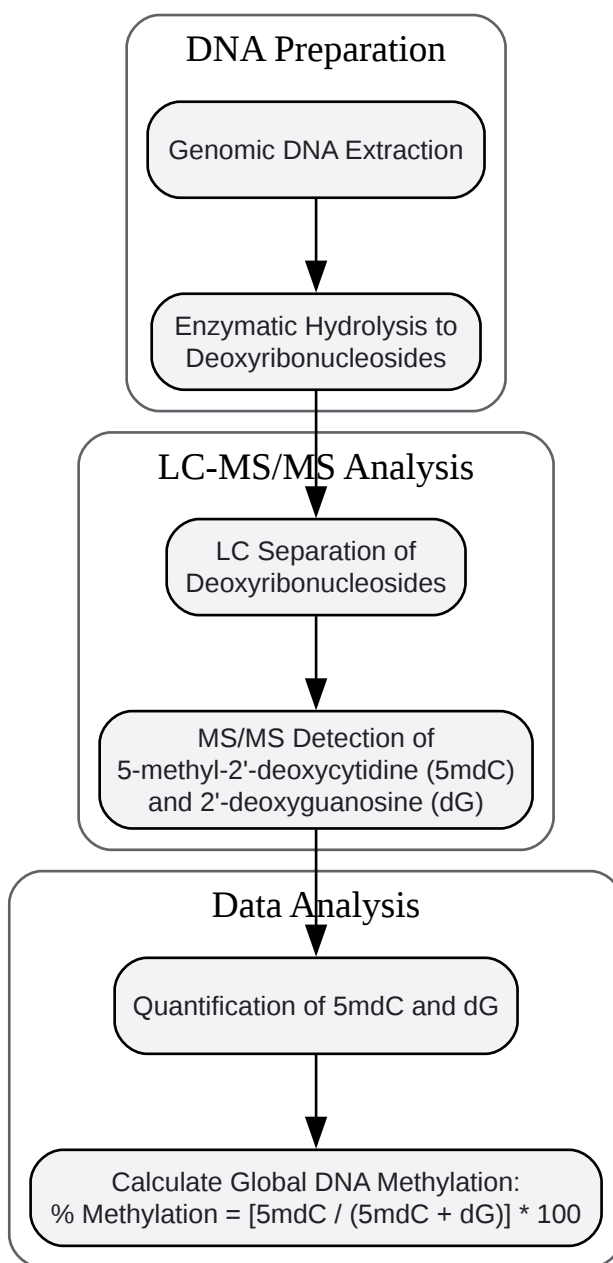 DNA Preparation
Genomic DNA Extraction
Enzymatic Hydrolysis to
Deoxyribonucleosides
LC-MS/MS Analysis
LC Separation of
Deoxyribonucleosides
MS/MS Detection of
5-methyl-2'-deoxycytidine (5mdC)
and 2'-deoxyguanosine (dG)
Data Analysis
Quantification of 5mdC and dG
Calculate Global DNA Methylation:
% Methylation = [5mdC / (5mdC + dG)] * 100